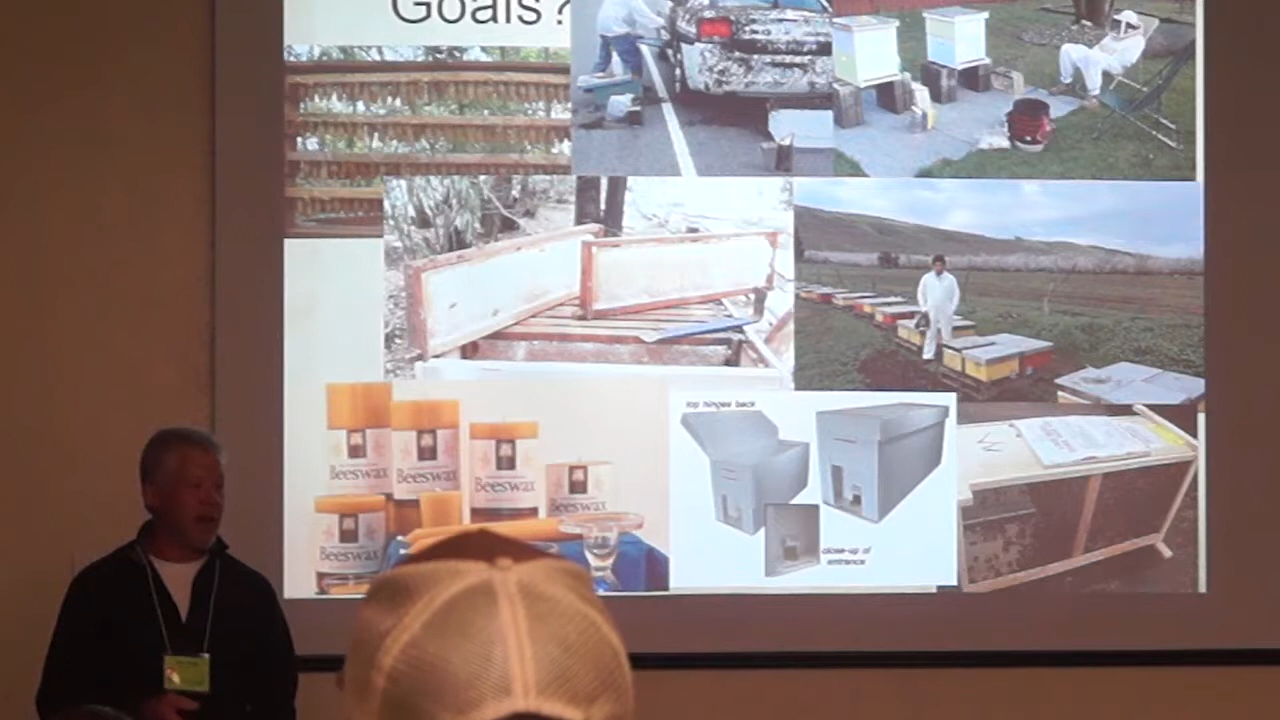 Goals?
top hinges back
Beeswax
Beeswax
Beeswax
Beeswax
Beeswax
close-up of
entrance